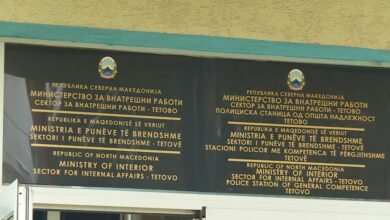 РЕПУБЛИКА СЕВЕРНА МАКЕДОНИЈА
МИНИСТЕРСТВО ЗА ВНАТРЕШНИ РАБОТИ
СЕКТОР ЗА ВНАТРЕШНИ РАБОТИ - ТЕТОВО
REPUBLIKA E MAQEDONISË SË VERIUT
MINISTRIA E PUNËVE TË BRENDSHME
SEKTORI I PUNËVE TË BRENDSHME - TETOVË
REPUBLIC OF NORTH MACEDONIA
MINISTRY OF INTERIOR
SECTOR FOR INTERNAL AFFAIRS - TETOVO
РЕПУБЛИКА СЕВЕРНА МАКЕДОНИЈА
МИНИСТЕРСТВО ЗА ВНАТРЕШНИ РАБОТИ
СЕКТОР ЗА ВНАТРЕШНИ РАБОТИ - ТЕТОВО
ПОЛИЦИСКА СТАНИЦА ОД ОПШТА НАДЛЕЖНОСТ
ТЕТОВО
REPUBLIKA E MAQEDONISË SË VERIUT
MINISTRIA E PUNËVE TË BRENDSHME
SEKTORI I PUNËVE TË BRENDSHME - TETOVË
STACIONI POLICOR ME KOMPETENCA TË PËRGJITHSHME
TETOVË
REPUBLIC OF NORTH MACEDONIA
MINISTRY OF INTERIOR
SECTOR FOR INTERNAL AFFAIRS - TETOVO
POLICE STATION OF GENERAL COMPETENCE
TETOVO